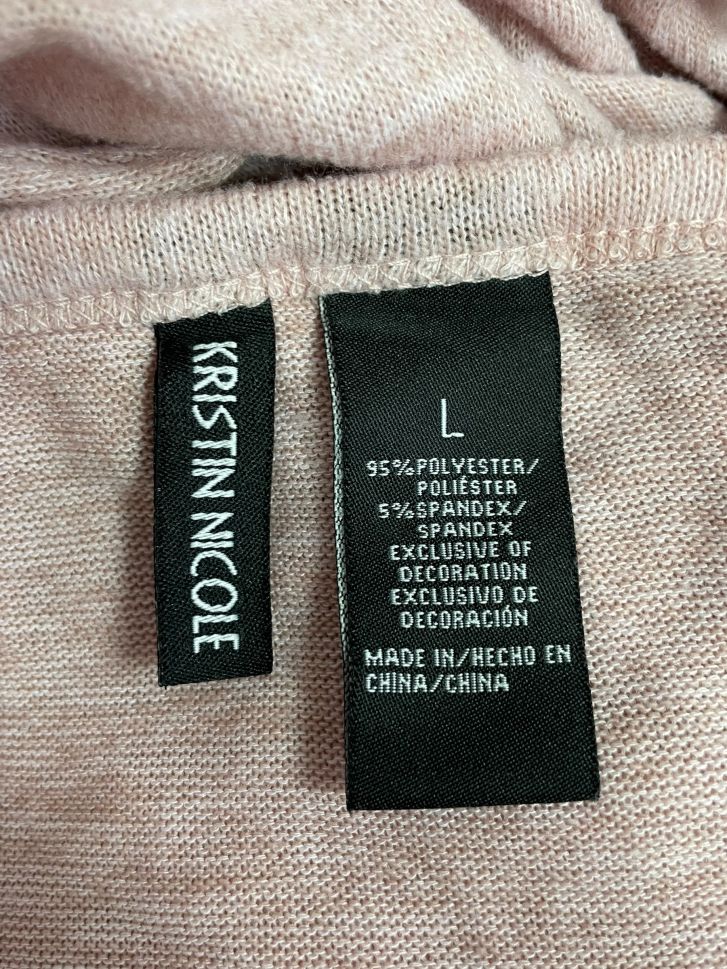 KRISTIN NICOLE
L
95%POLYESTER/
POLIÉSTER
5%SPANDEX/
SPANDEX
EXCLUSIVE OF
DECORATION
EXCLUSIVO DE
DECORACIÓN
MADE IN/HECHO EN
CHINA/CHINA